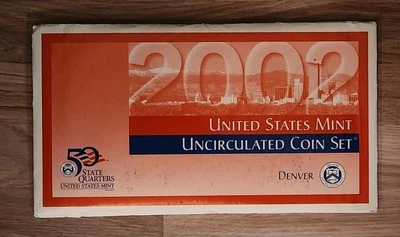 2002
UNITED STATES MINT
UNCIRCULATED COIN SET
DENVER
50
STATE
QUARTERS
UNITED STATES MINT